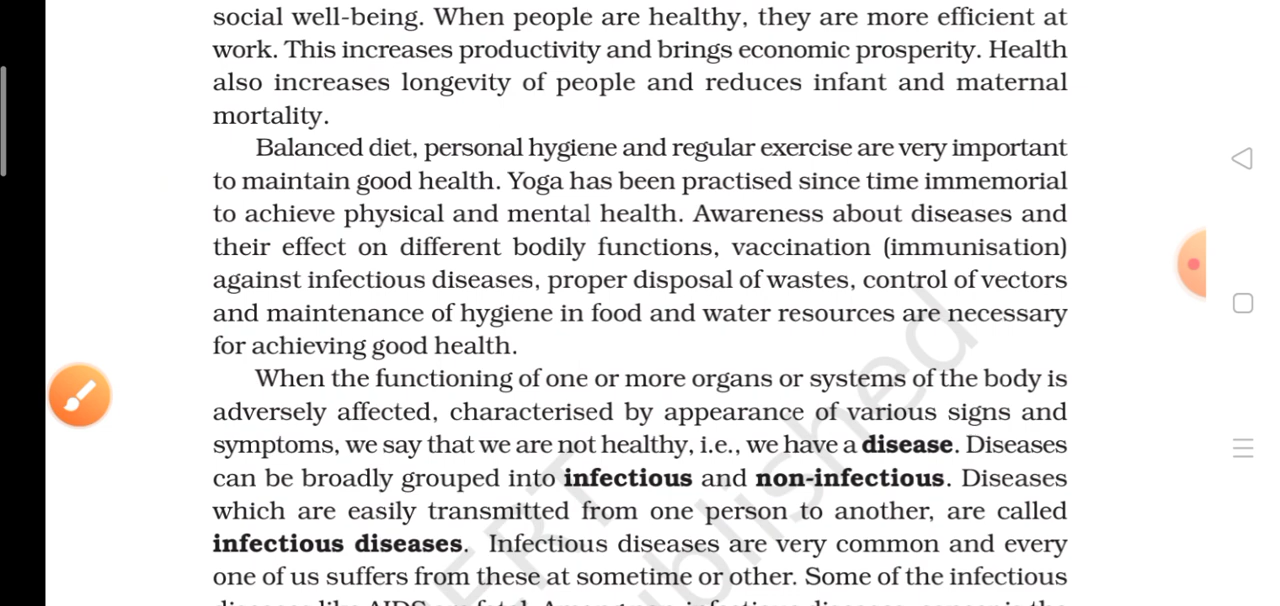 social well-being. When people are healthy, they are more efficient at
work. This increases productivity and brings economic prosperity. Health
also increases longevity of people and reduces infant and maternal
mortality.
Balanced diet, personal hygiene and regular exercise are very important
to maintain good health. Yoga has been practised since time immemorial
to achieve physical and mental health. Awareness about diseases and
their effect on different bodily functions, vaccination (immunisation)
against infectious diseases, proper disposal of wastes, control of vectors
and maintenance of hygiene in food and water resources are necessary
for achieving good health.
When the functioning of one or more organs or systems of the body is
adversely affected, characterised by appearance of various signs and
symptoms, we say that we are not healthy, i.e., we have a disease. Diseases
can be broadly grouped into infectious and non-infectious. Diseases
which are easily transmitted from one person to another, are called
infectious diseases. Infectious diseases are very common and every
one of us suffers from these at sometime or other. Some of the infectious